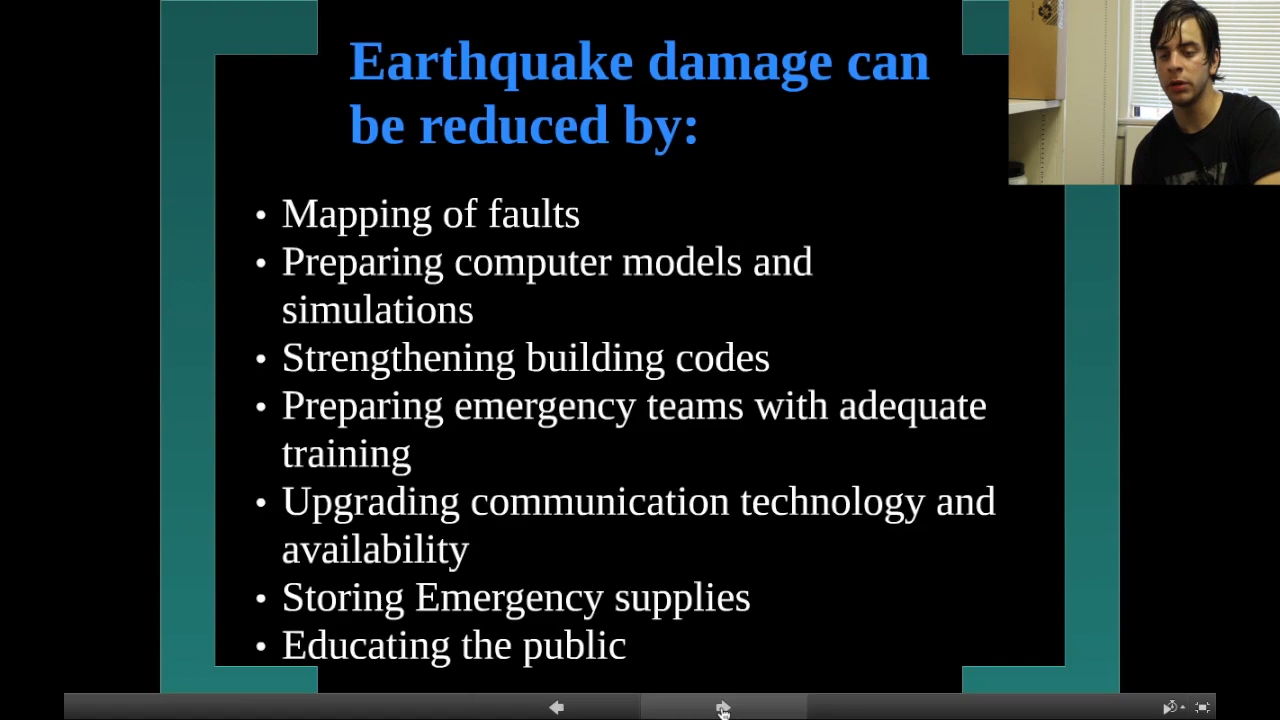 Earthquake damage can
be reduced by:
• Mapping of faults
• Preparing computer models and
simulations
• Strengthening building codes
• Preparing emergency teams with adequate
training
• Upgrading communication technology and
availability
• Storing Emergency supplies
• Educating the public